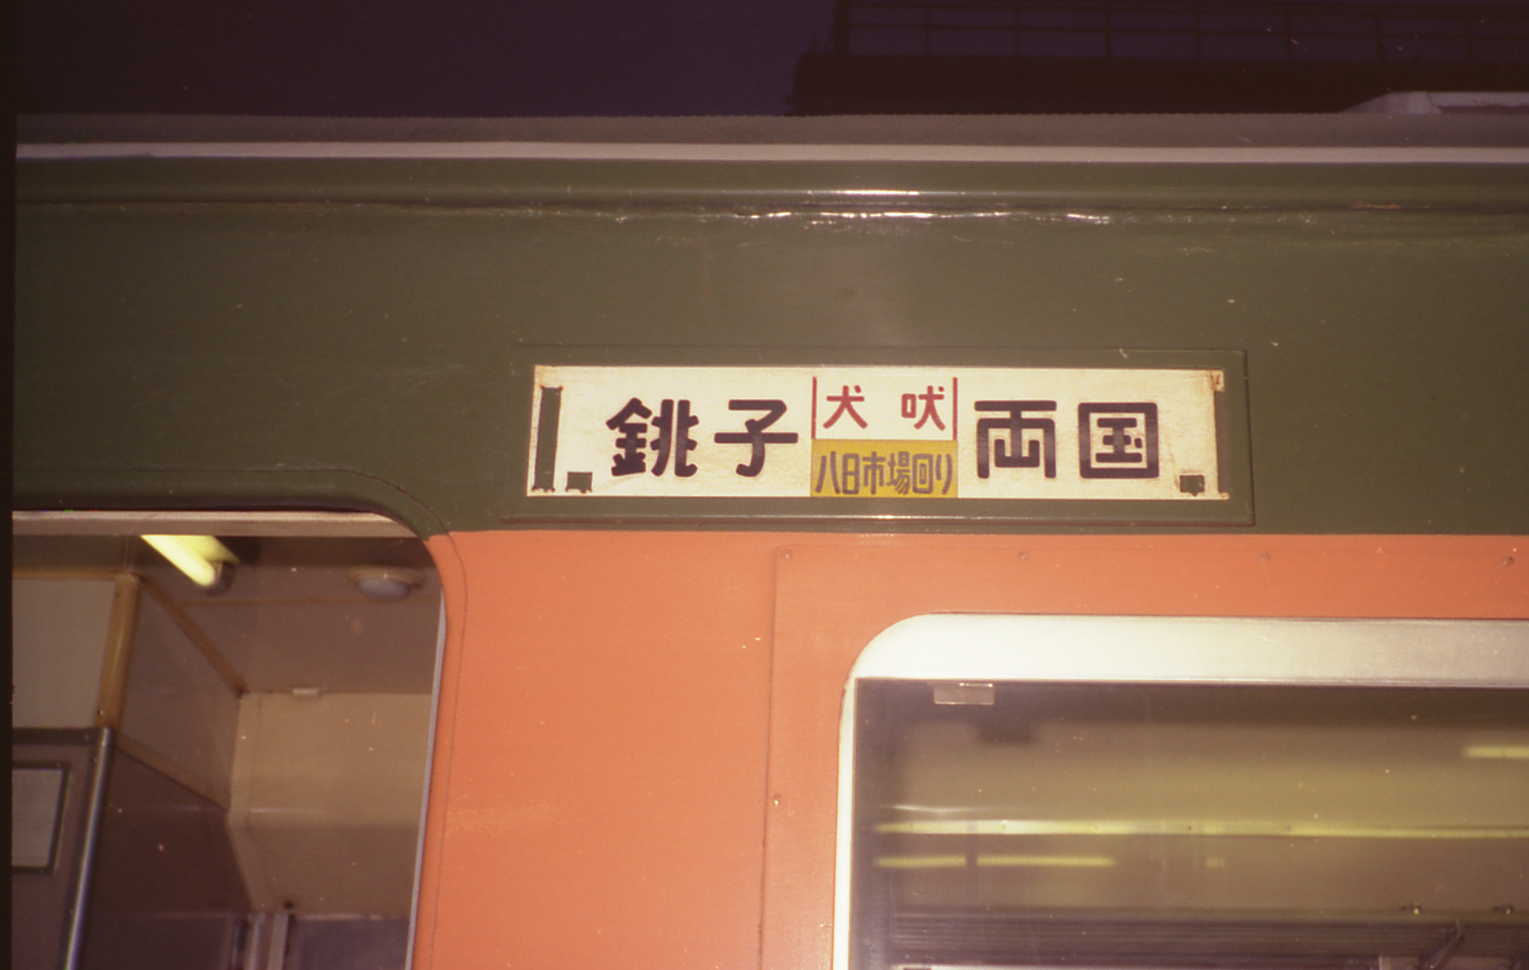 銚子
犬吠
八日市場回り
両国